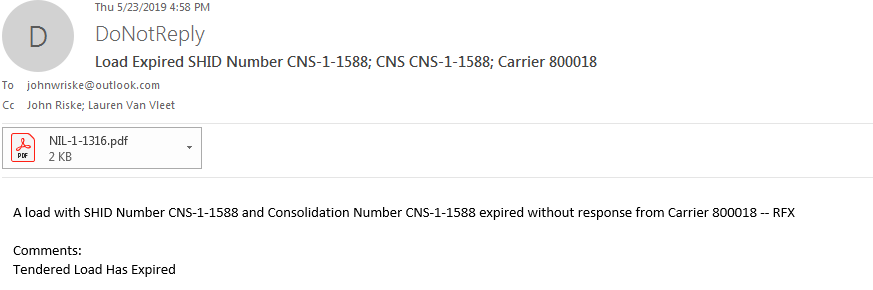 Thu 5/23/2019 4:58 PM
D
DoNotReply
Load Expired SHID Number CNS-1-1588; CNS CNS-1-1588; Carrier 800018
To johnwriske@outlook.com
Cc John Riske; Lauren Van Vleet
NIL-1-1316.pdf
PDF
2 KB
A load with SHID Number CNS-1-1588 and Consolidation Number CNS-1-1588 expired without response from Carrier 800018 -- RFX
Comments:
Tendered Load Has Expired